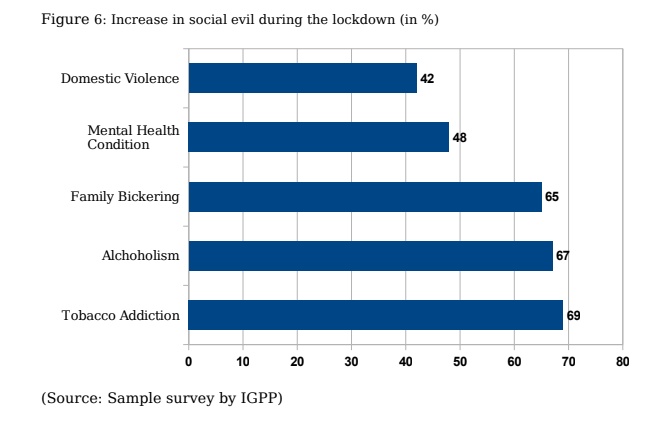 Figure 6: Increase in social evil during the lockdown (in %)
Domestic Violence
42
Mental Health
Condition
48
Family Bickering
65
Alchoholism
67
Tobacco Addiction
69
0 10 20 30 40 50 60 70 80
(Source: Sample survey by IGPP)